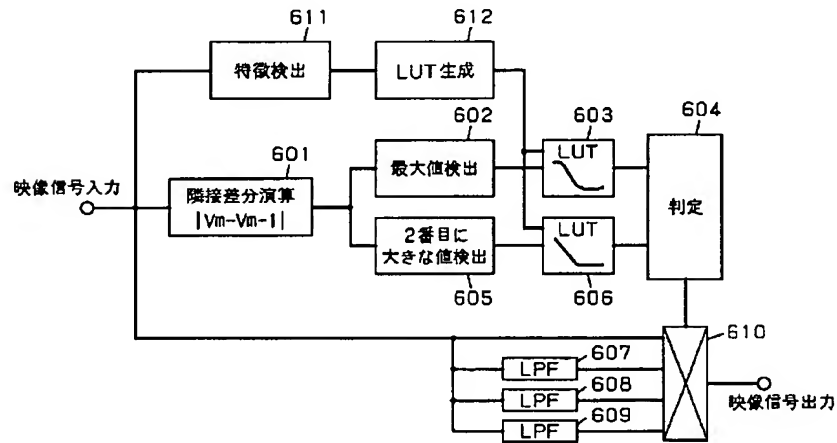 611
612
特徴検出
LUT生成
604
602
603
映像信号入力
601
隣接差分演算
|Vm-Vm-1|
最大値検出
LUT
判定
2番目に
大きな値検出
LUT
605
606
610
LPF
607
LPF
608
LPF
609
映像信号出力